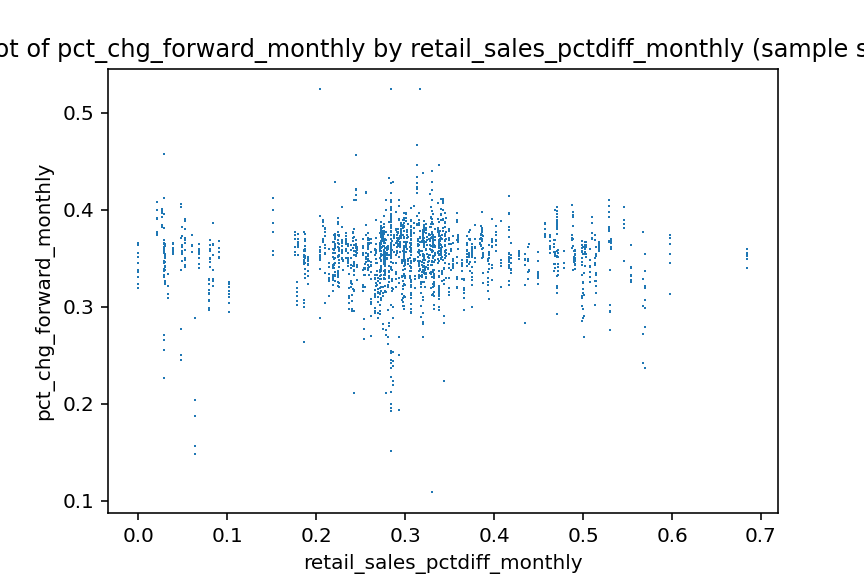 of pct_chg_forward_monthly by retail_sales_pctdiff_monthly (sample
0.5
0.4
0.3
0.2
0.1
pct_chg_forward_monthly
0.0 0.1 0.2 0.3 0.4 0.5 0.6 0.7
retail_sales_pctdiff_monthly